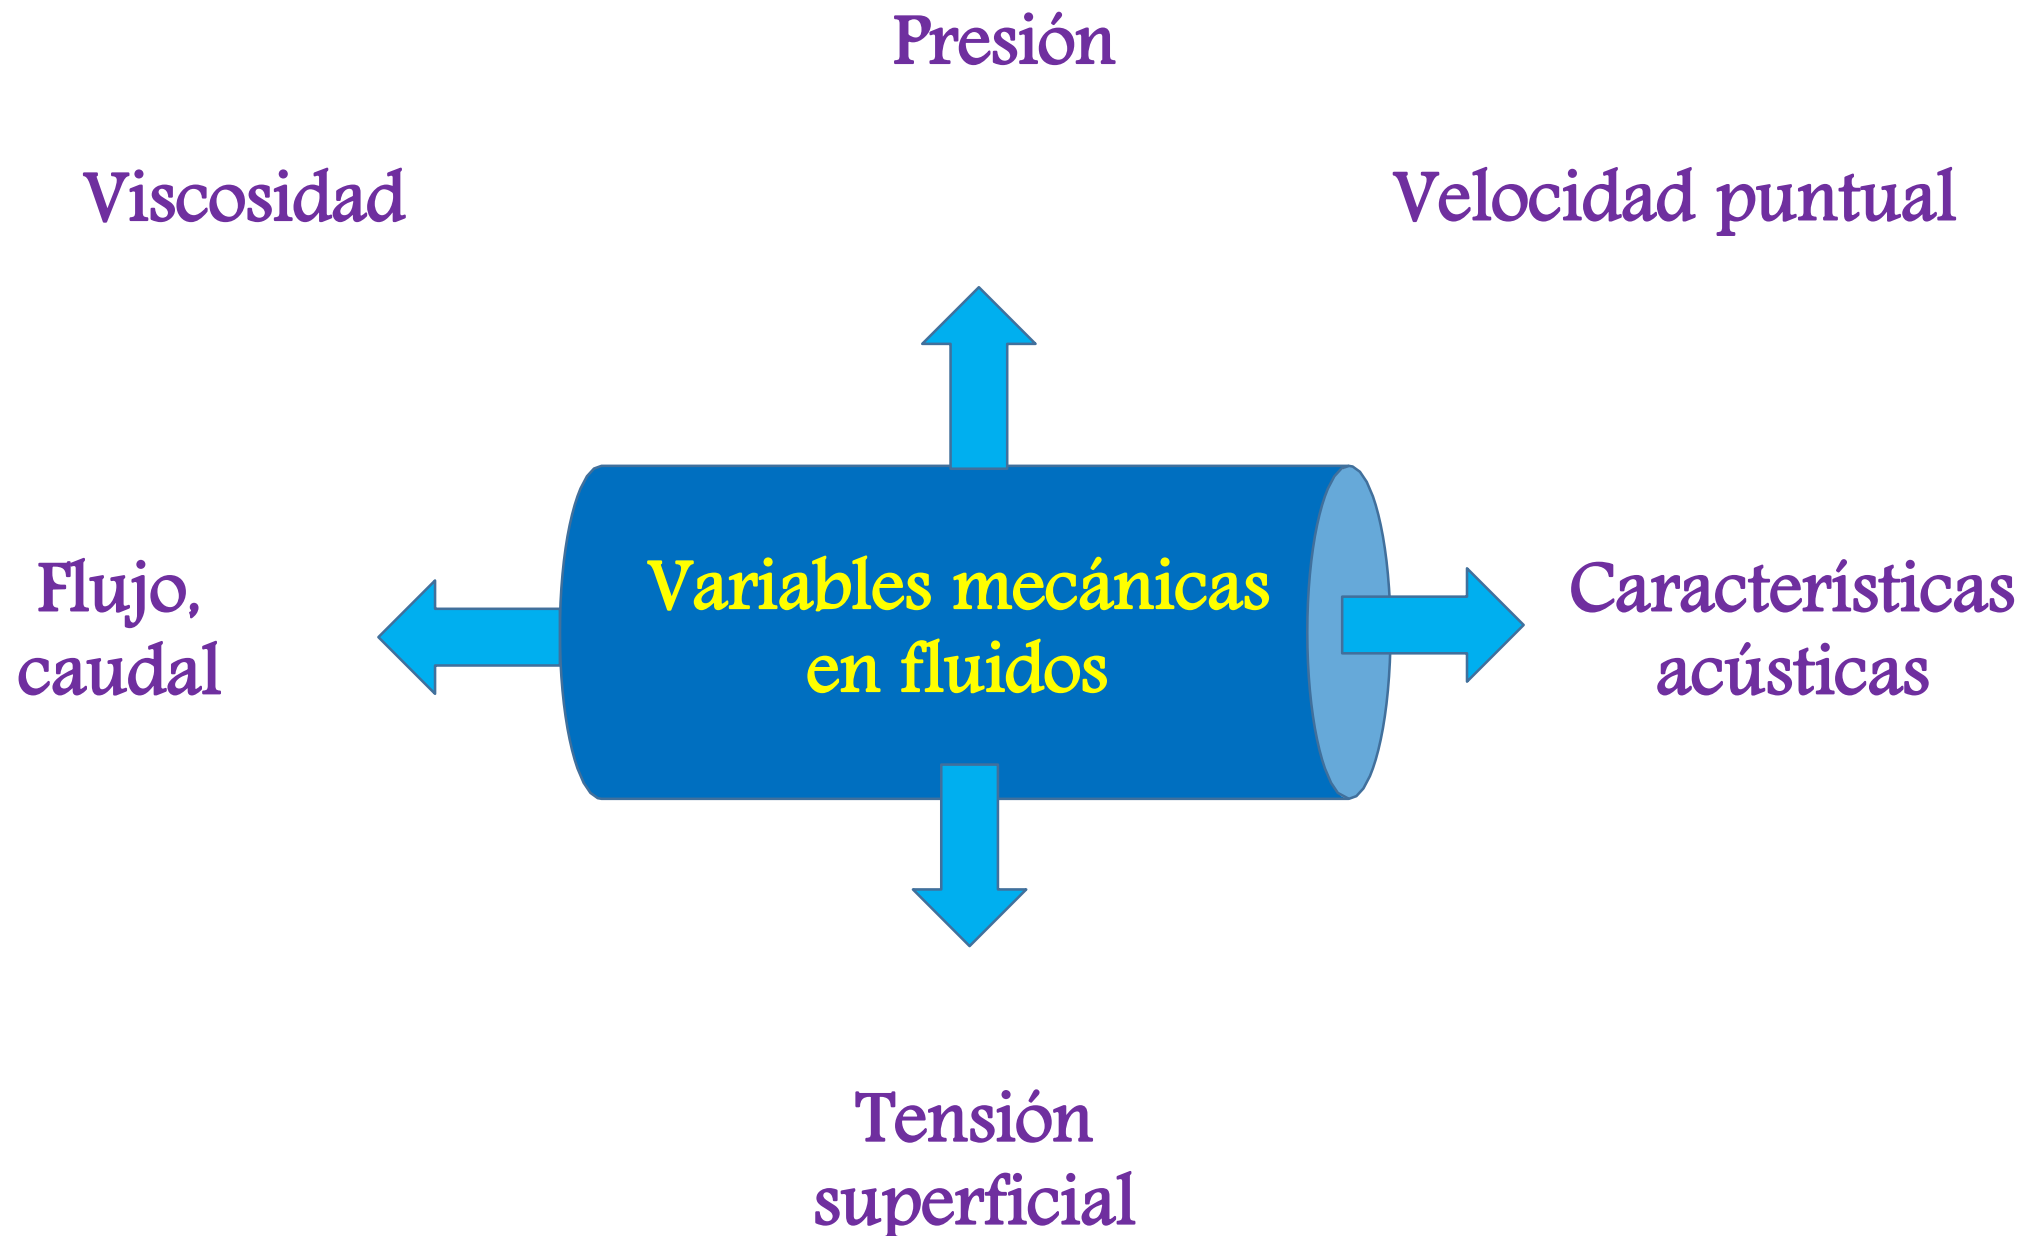 Presión
Viscosidad
Velocidad puntual
Flujo,
caudal
Variables mecánicas
en fluidos
Características
acústicas
Tensión
superficial